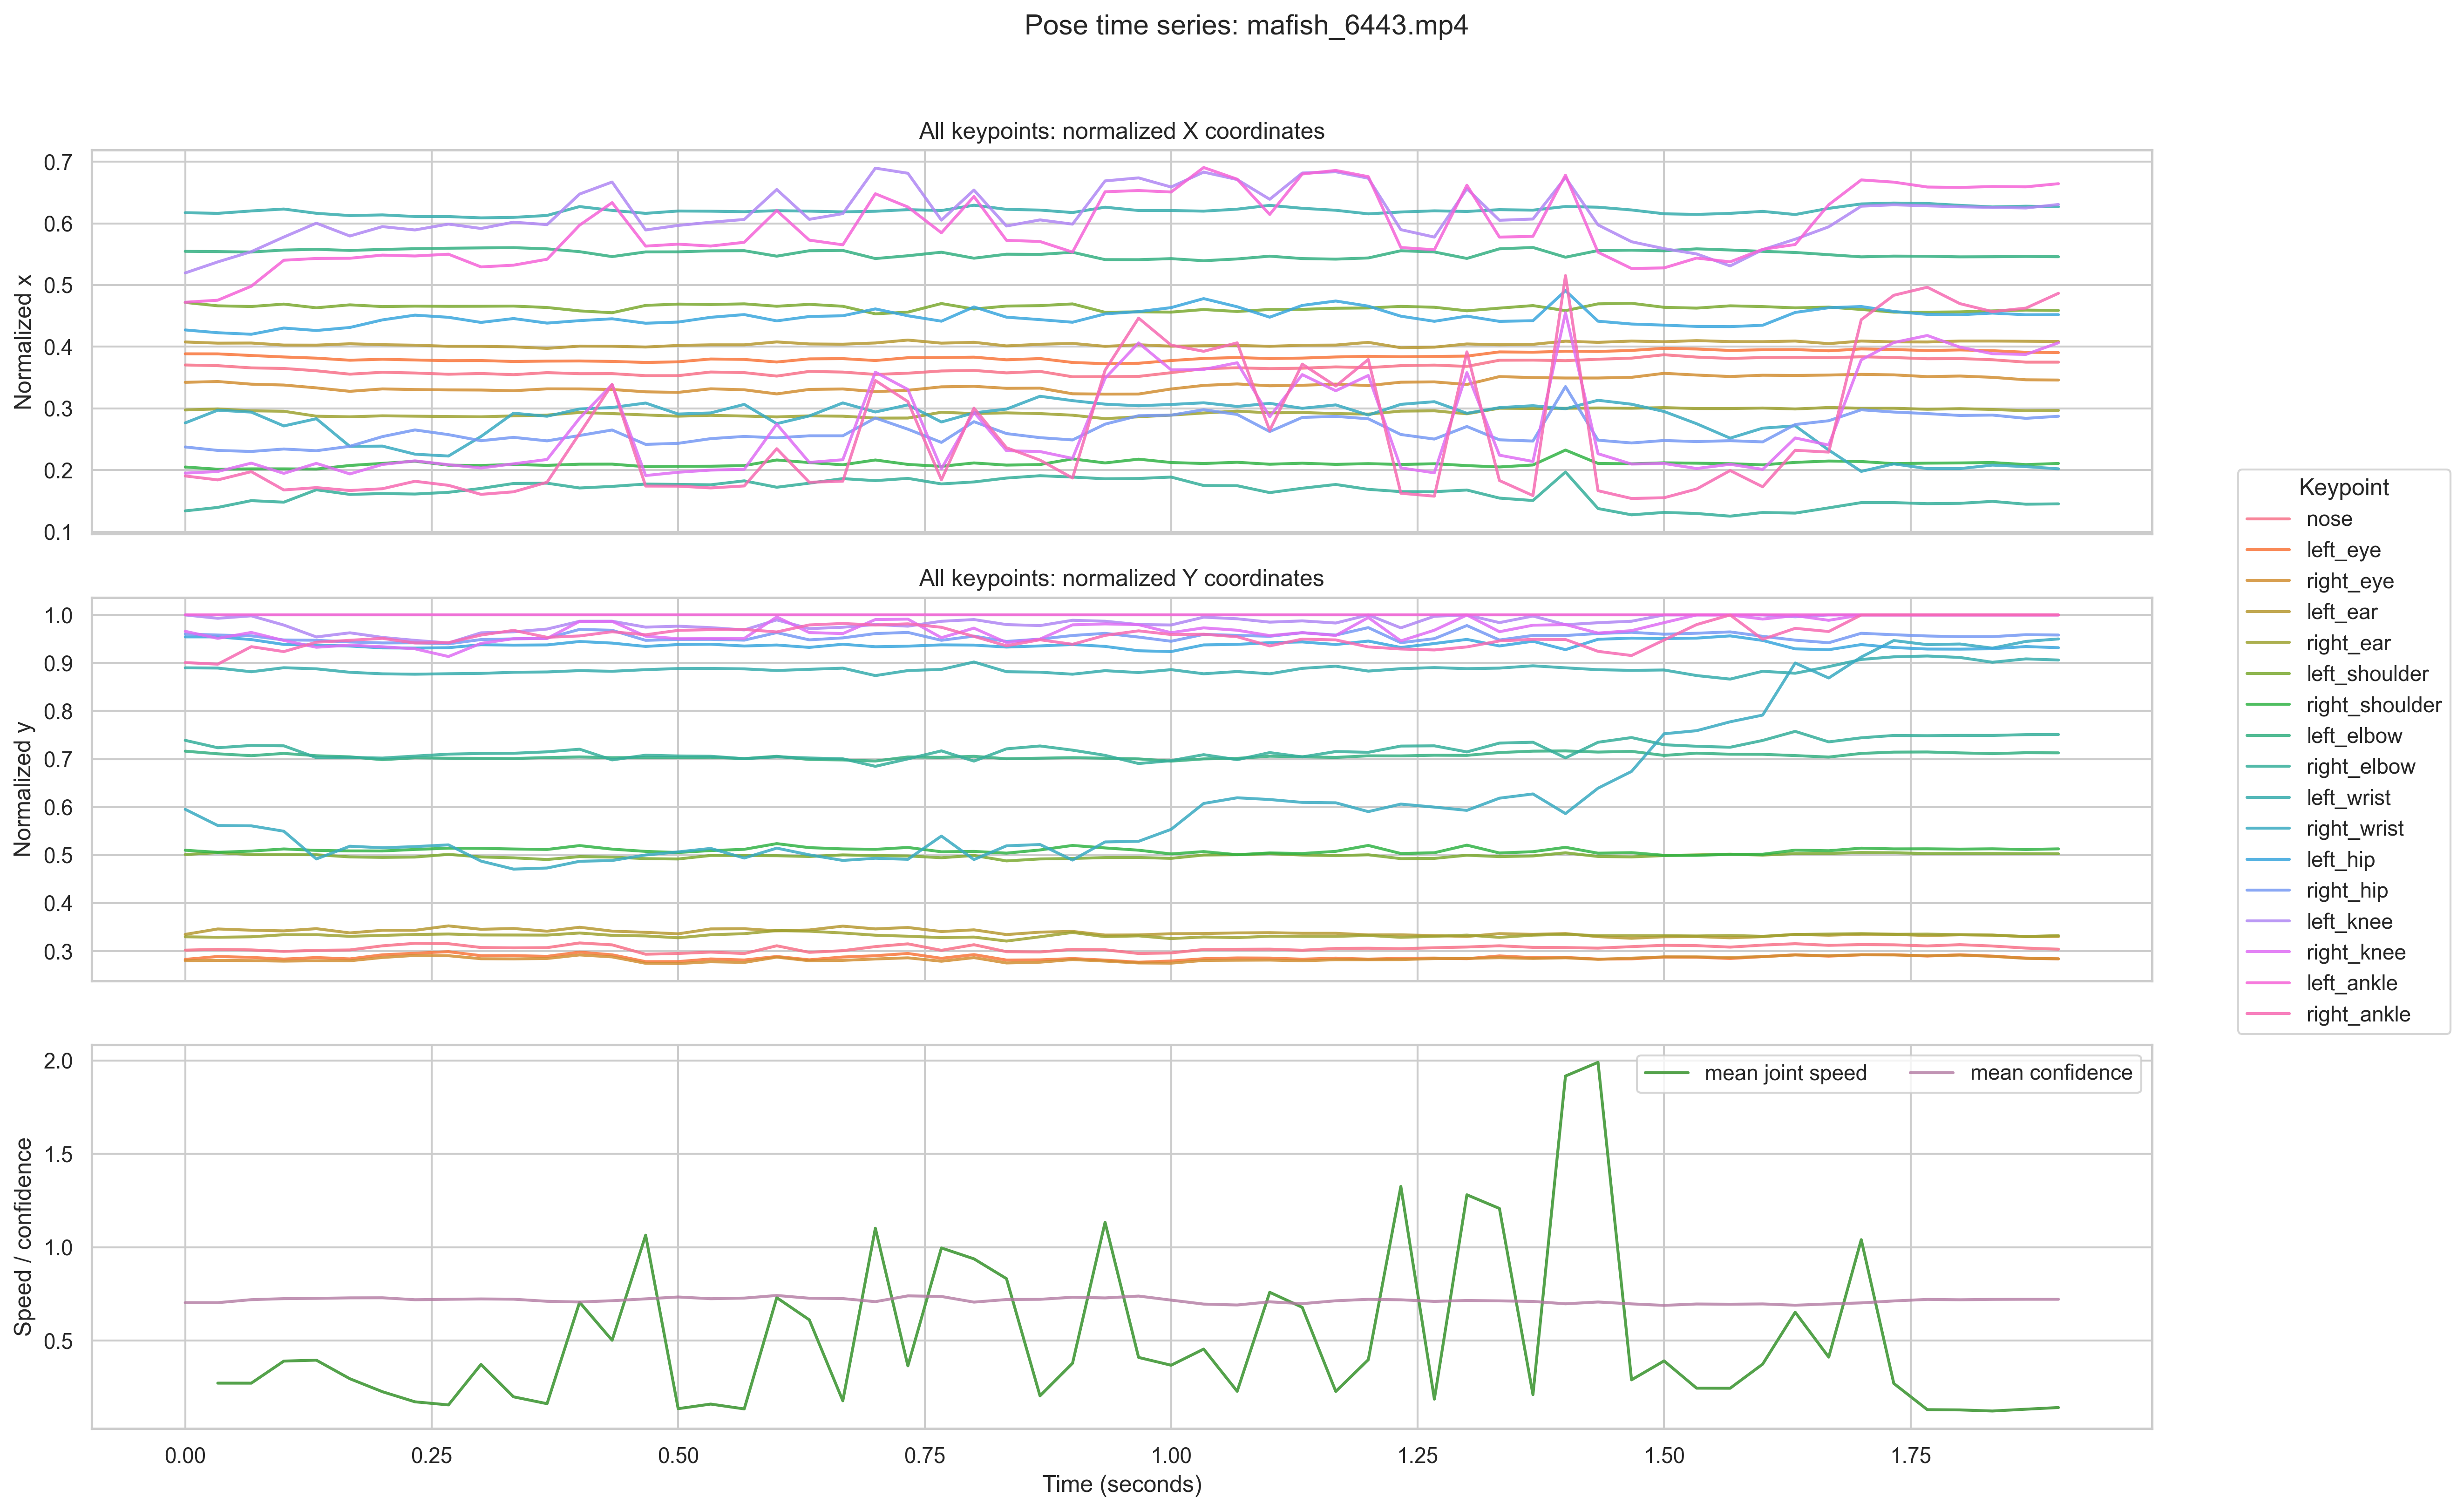 Pose time series: mafish_6443.mp4
All keypoints: normalized X coordinates
0.7
0.6
0.5
0.4
0.3
0.2
0.1
Normalized x
All keypoints: normalized Y coordinates
1.0
0.9
0.8
0.7
0.6
0.5
0.4
0.3
Normalized y
Keypoint
nose
left_eye
right_eye
left_ear
right_ear
left_shoulder
right_shoulder
left_elbow
right_elbow
left_wrist
right_wrist
left_hip
right_hip
left_knee
right_knee
left_ankle
right_ankle
mean joint speed mean confidence
2.0
1.5
1.0
0.5
Speed / confidence
0.00 0.25 0.50 0.75 1.00 1.25 1.50 1.75
Time (seconds)